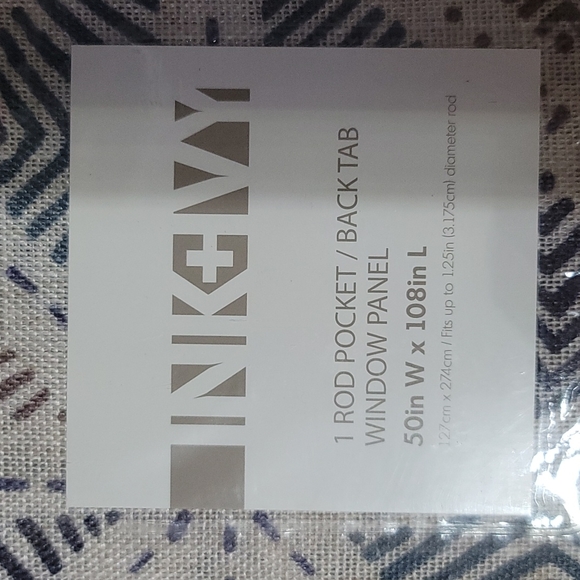 INK+IVY
1 ROD POCKET / BACK TAB
WINDOW PANEL
50in W x 108in L
127cm x 274cm / Fits up to 1.25in (3.175cm) diameter rod